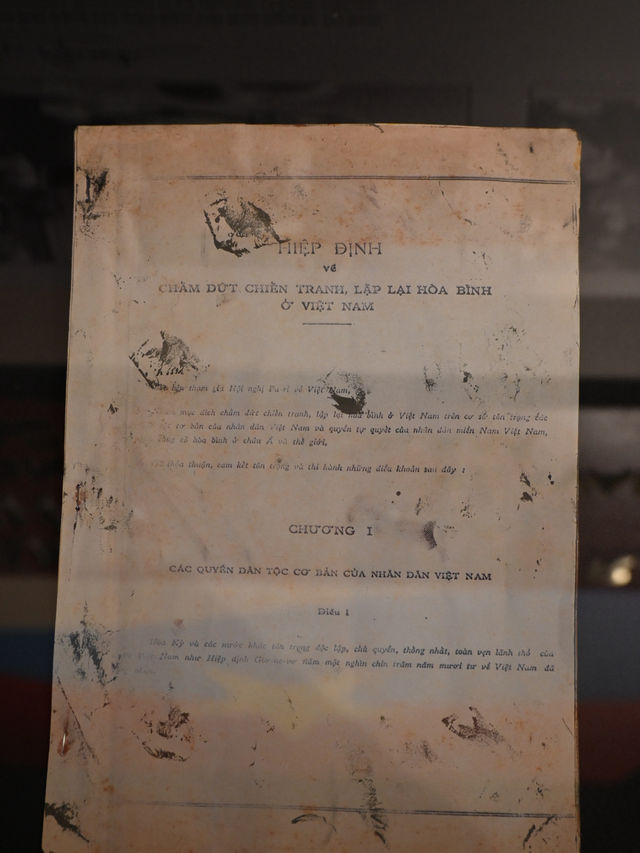 HIỆP ĐỊNH
về
CHẤM DỨT CHIẾN TRANH, LẬP LẠI HÒA BÌNH
Ở VIỆT NAM
tham gia Hội nghị Pa-ri về Việt Nam,
mục đích chấm dứt chiến tranh, lập lại hòa bình ở Việt Nam trên cơ sở tôn trọng các
cơ bản của nhân dân Việt Nam và quyền tự quyết của nhân dân miền Nam Việt Nam,
hòa bình ở châu Á và thế giới,
thỏa thuận, cam kết tôn trọng và thi hành những điều khoản sau đây :
CHƯƠNG I
CÁC QUYỀN DÂN TỘC CƠ BẢN CỦA NHÂN DÂN VIỆT NAM
Điều 1
Hoa Kỳ và các nước khác tôn trọng độc lập, chủ quyền, thống nhất, toàn vẹn lãnh thổ của
Nam như Hiệp định Giơ-ne-vơ năm một nghìn chín trăm năm mươi tư về Việt Nam đã